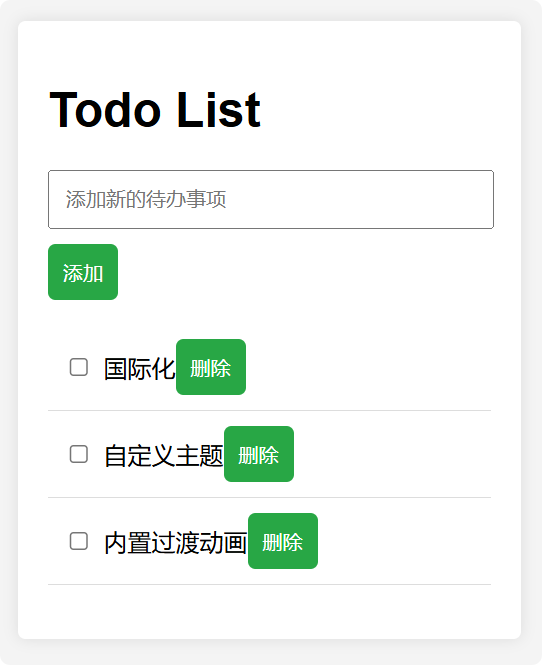 Todo List
添加新的待办事项
添加
国际化 删除
自定义主题 删除
内置过渡动画 删除